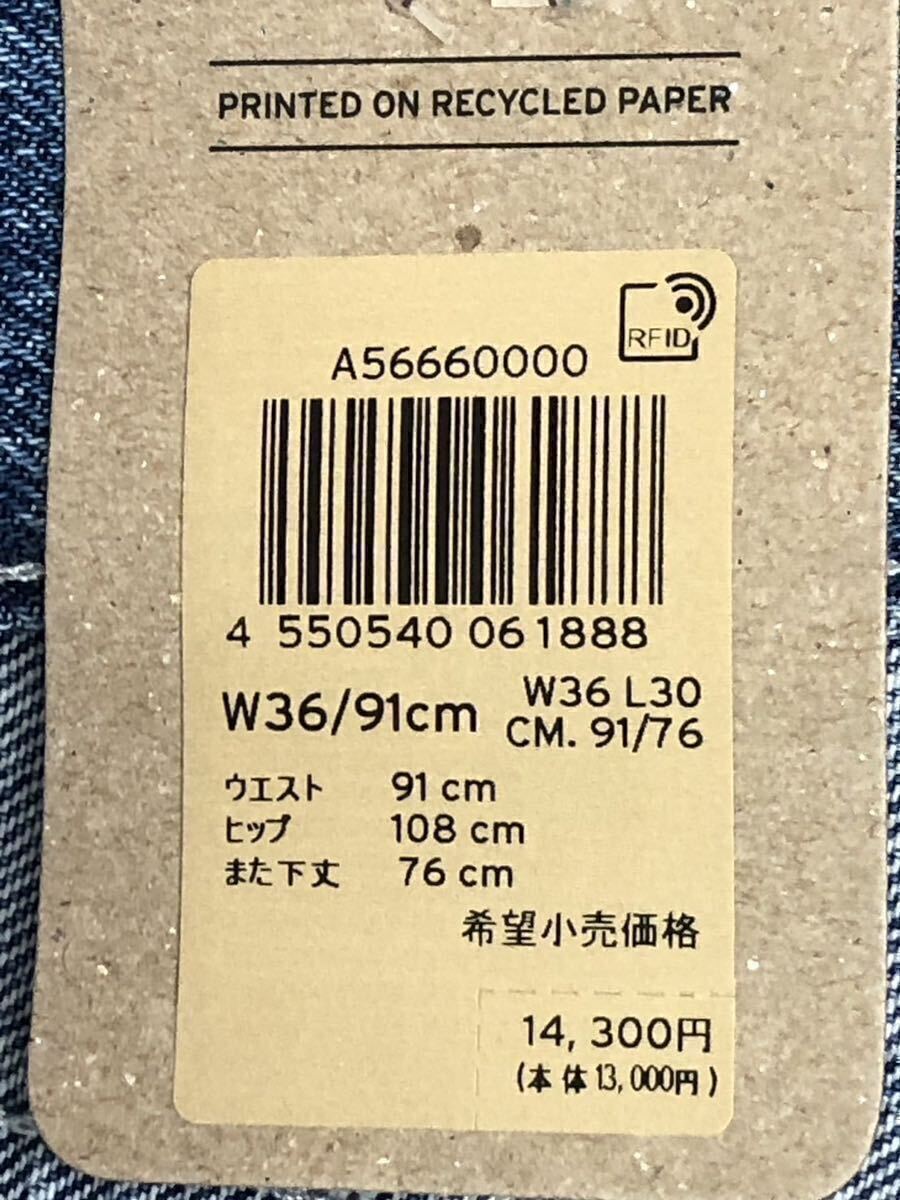 PRINTED ON RECYCLED PAPER
RFID
A56660000
4 550540 061888
W36/91cm
W36 L30
CM. 91/76
ウエスト 91 cm
ヒップ 108 cm
また下丈 76 cm
希望小売価格
14, 300円
(本体13,000円)